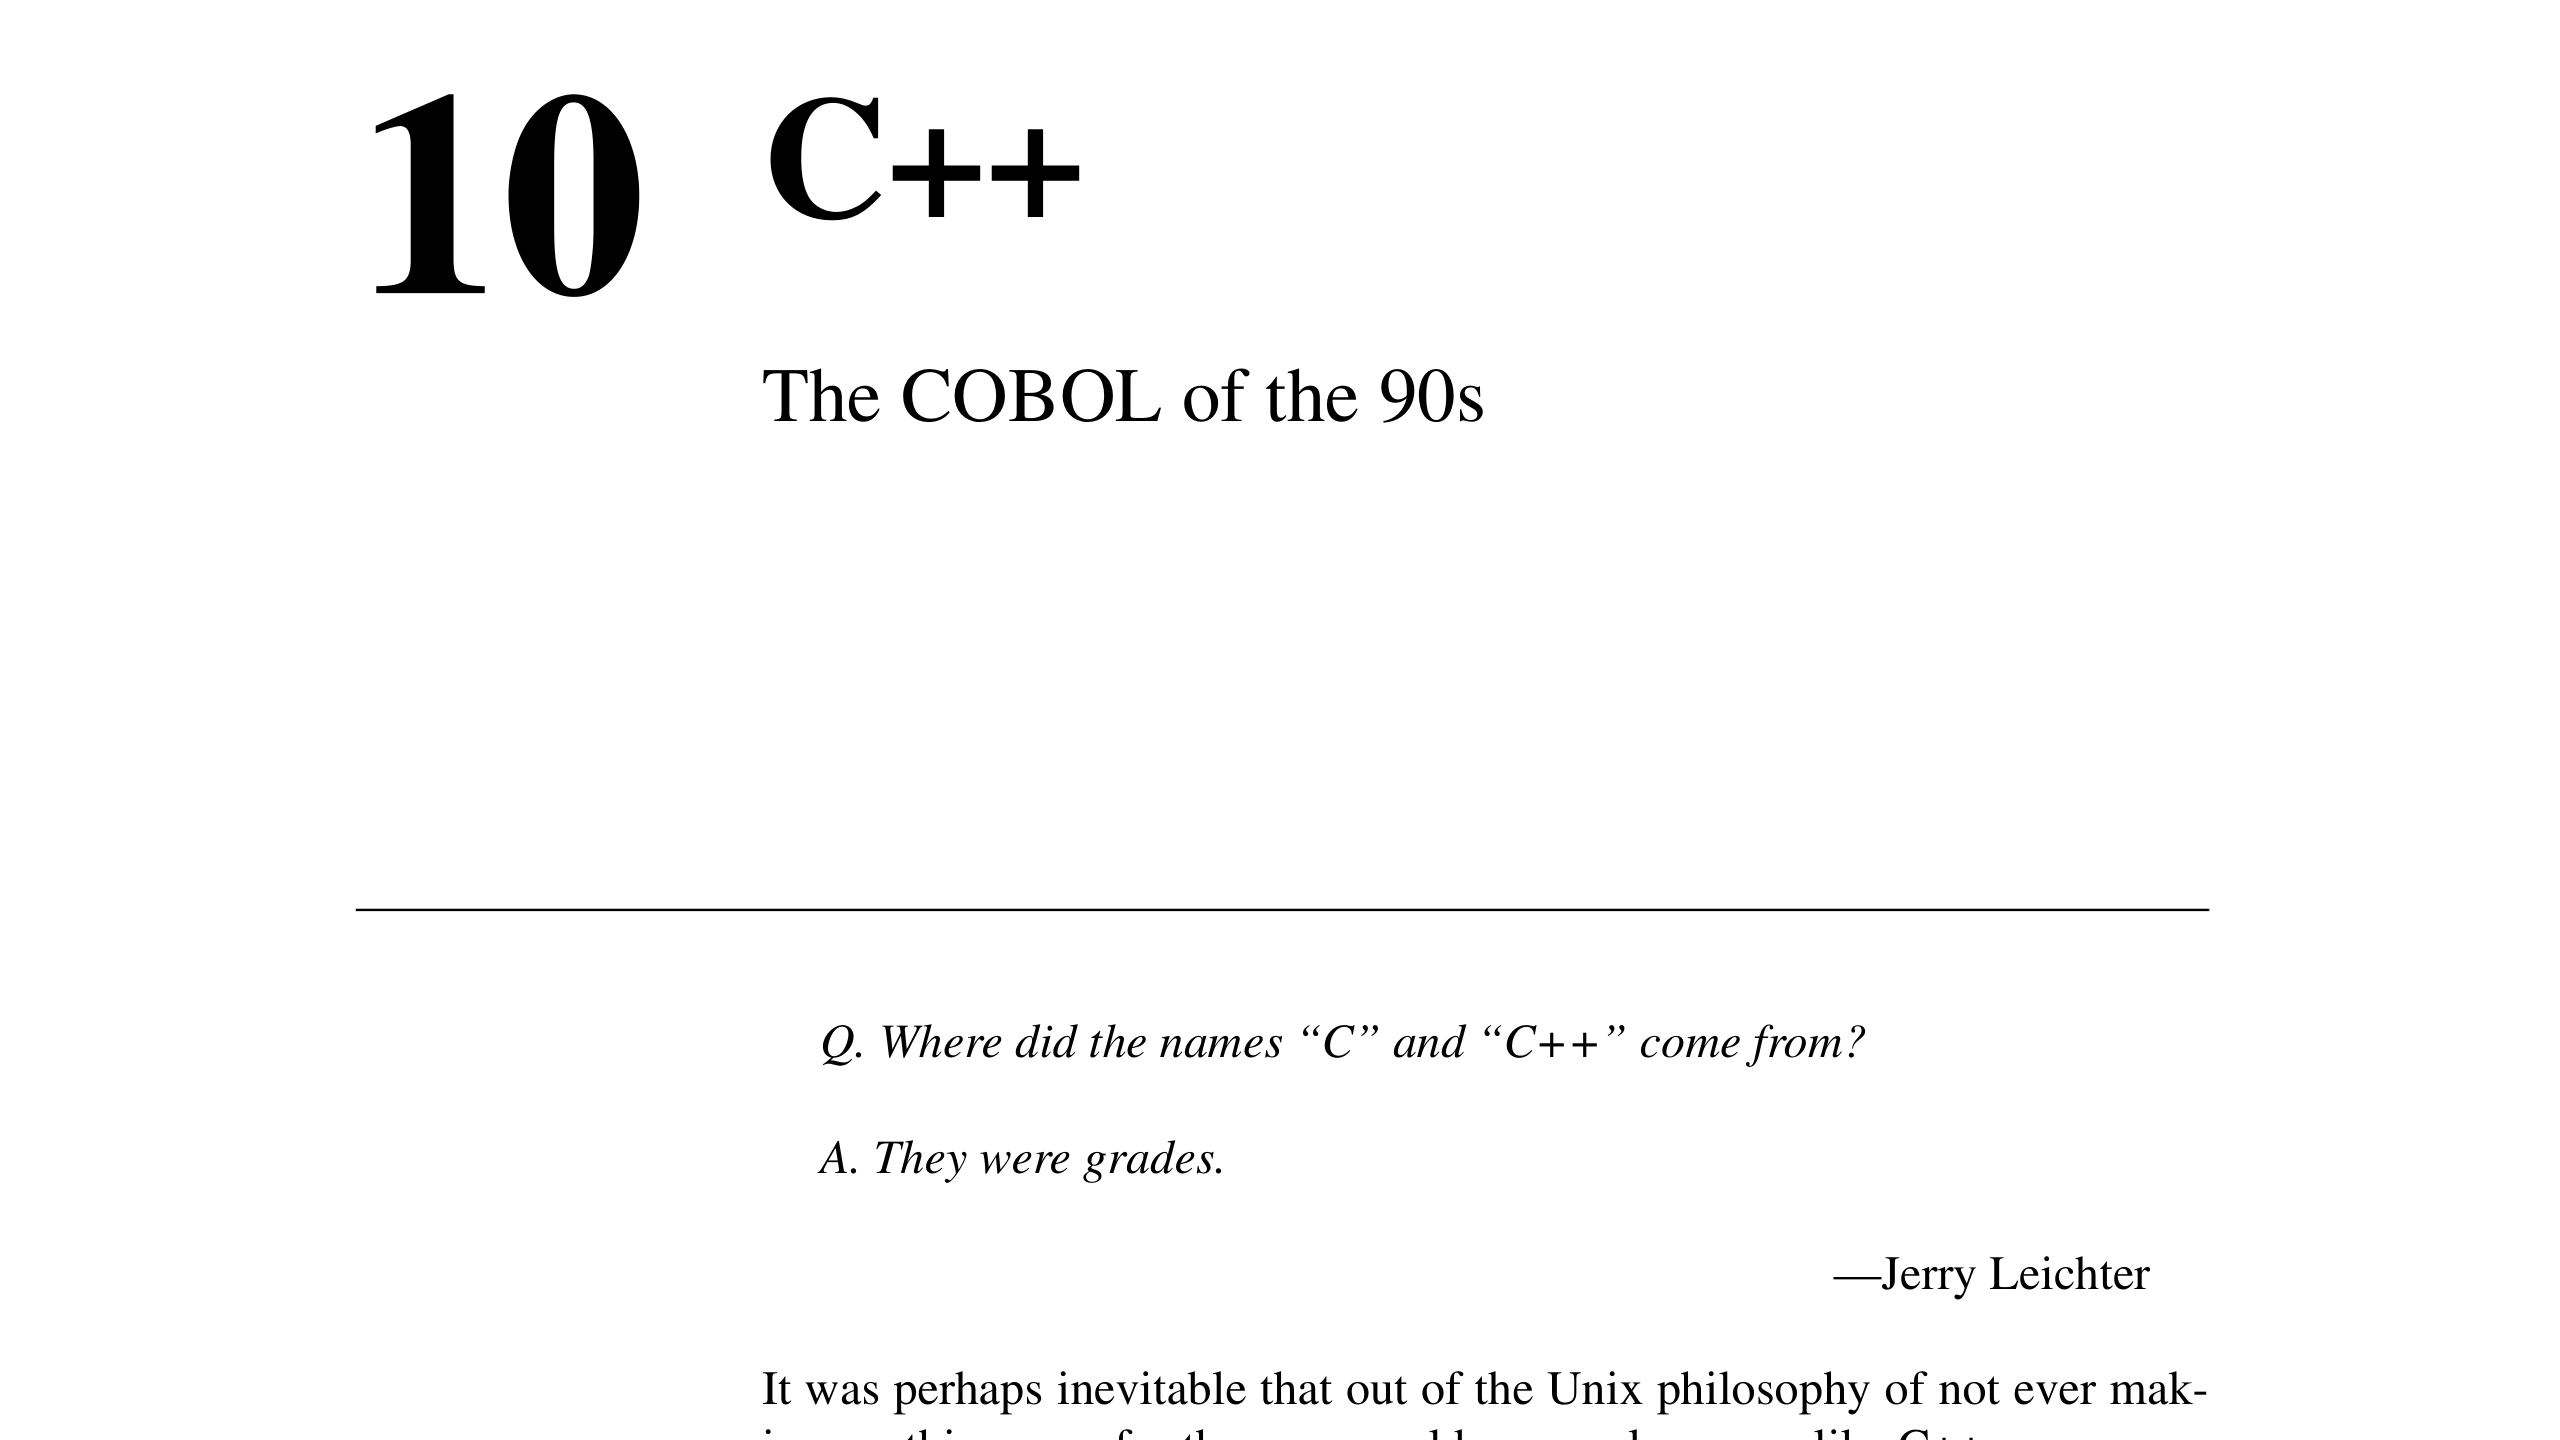 10 C++
The COBOL of the 90s
Q. Where did the names “C” and “C++” come from?
A. They were grades.
—Jerry Leichter
It was perhaps inevitable that out of the Unix philosophy of not ever mak-